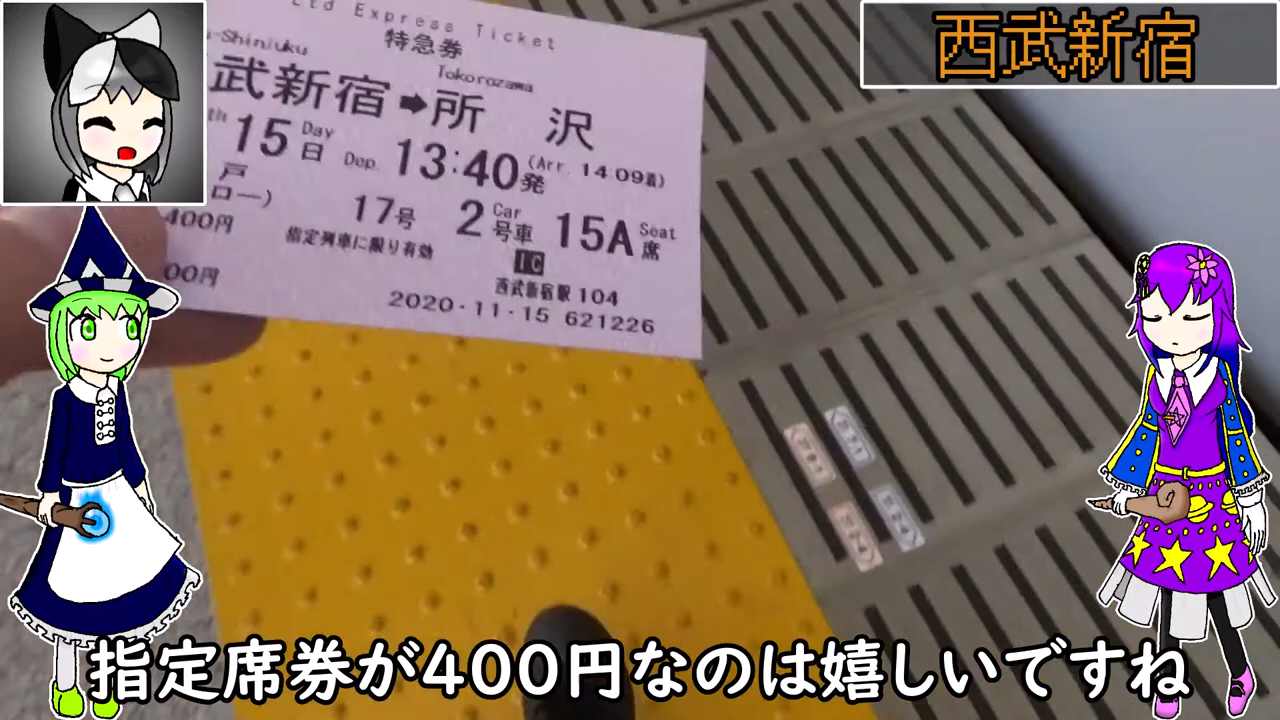 西武新宿
Ltd Express Ticket
特急券
u-Shinjuku
Tokorozawa
武新宿➡所 沢
th 15 Day 日 Dep. 13:40発 (Arr. 14:09着)
戸
ロー)
400円
17号 2 Car 号車 15A Seat 席
指定列車に限り有効
IC
00円
西武新宿駅 104
2020-11-15 621226
指定席券が400円なのは嬉しいですね